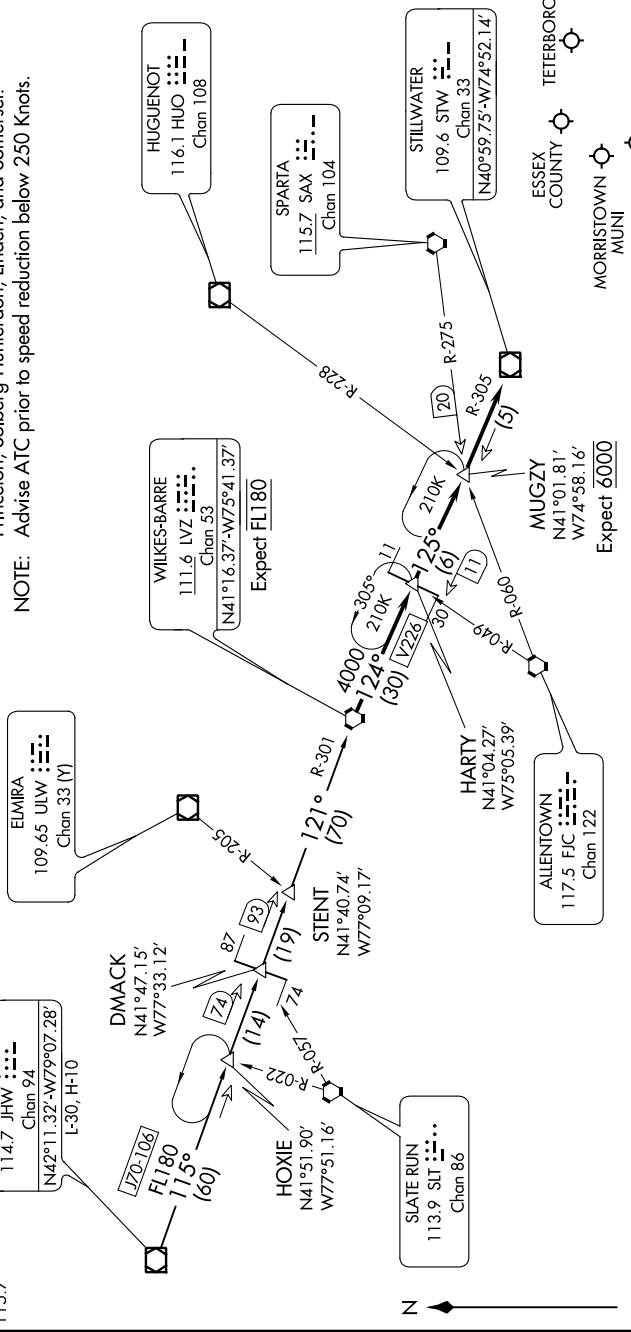 NOTE: Advise ATC prior to speed reduction below 250 Knots.
HUGUENOT
116.1 HUO
Chan 108
SPARTA
115.7 SAX
Chan 104
STILLWATER
109.6 STW
Chan 33
N40°59.75'-W74°52.14'
TETERBORO
ESSEX
COUNTY
MORRISTOWN
MUNI
WILKES-BARRE
111.6 LVZ
Chan 53
N41°16.37'-W75°41.37'
Expect FL180
ELMIRA
109.65 ULW
Chan 33 (Y)
114.7 JHW
Chan 94
N42°11.32'-W79°07.28'
L-30, H-10
J70-106
FL180
115°
(60)
HOXIE
N41°51.90'
W77°51.16'
74
(14)
DMACK
N41°47.15'
W77°33.12'
87
74
93
(19)
STENT
N41°40.74'
W77°09.17'
R-205
R-022
R-057
SLATE RUN
113.9 SLT
Chan 86
121°
(70)
R-301
4000
124°
(30)
V226
305°
210K
11
30
HARTY
N41°04.27'
W75°05.39'
125°
(6)
11
210K
R-049
R-060
ALLENTOWN
117.5 FJC
Chan 122
R-228
R-275
20
R-305
(5)
MUGZY
N41°01.81'
W74°58.16'
Expect 6000
N